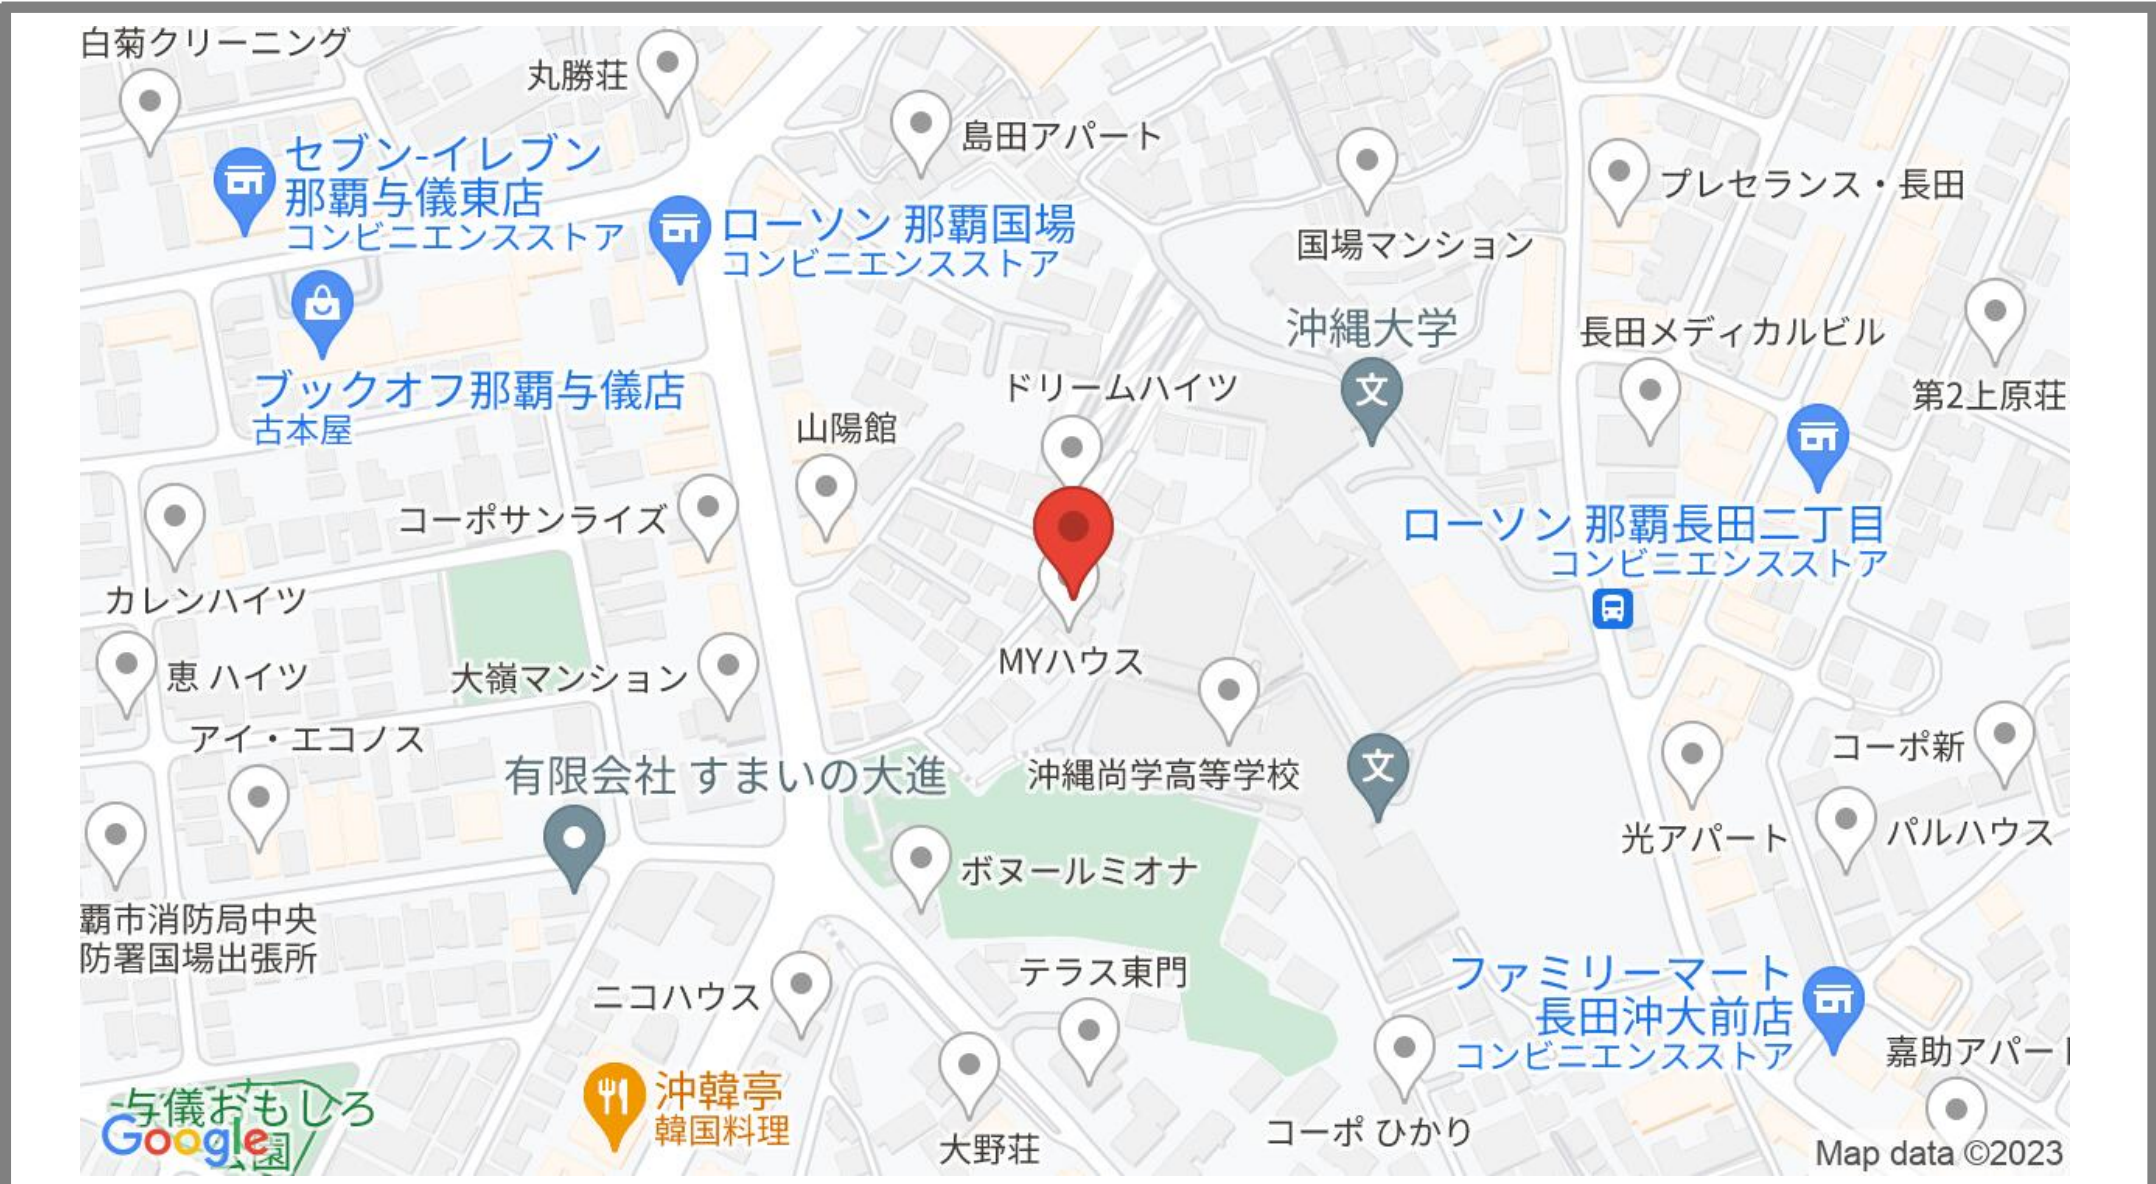 白菊クリーニング
丸勝荘
島田アパート
セブン-イレブン
那覇与儀東店
コンビニエンスストア
ローソン 那覇国場
コンビニエンスストア
国場マンション
プレセランス・長田
沖縄大学
長田メディカルビル
第2上原荘
ブックオフ那覇与儀店
古本屋
ドリームハイツ
山陽館
コーポサンライズ
ローソン 那覇長田二丁目
コンビニエンスストア
カレンハイツ
恵 ハイツ
大嶺マンション
MYハウス
アイ・エコノス
有限会社 すまいの大進
沖縄尚学高等学校
コーポ新
光アパート
パルハウス
ボヌールミオナ
覇市消防局中央
防署国場出張所
ニコハウス
テラス東門
ファミリーマート
長田沖大前店
コンビニエンスストア
嘉助アパート
与儀おもしろ
公園
Google
沖韓亭
韓国料理
大野荘
コーポ ひかり
Map data ©2023